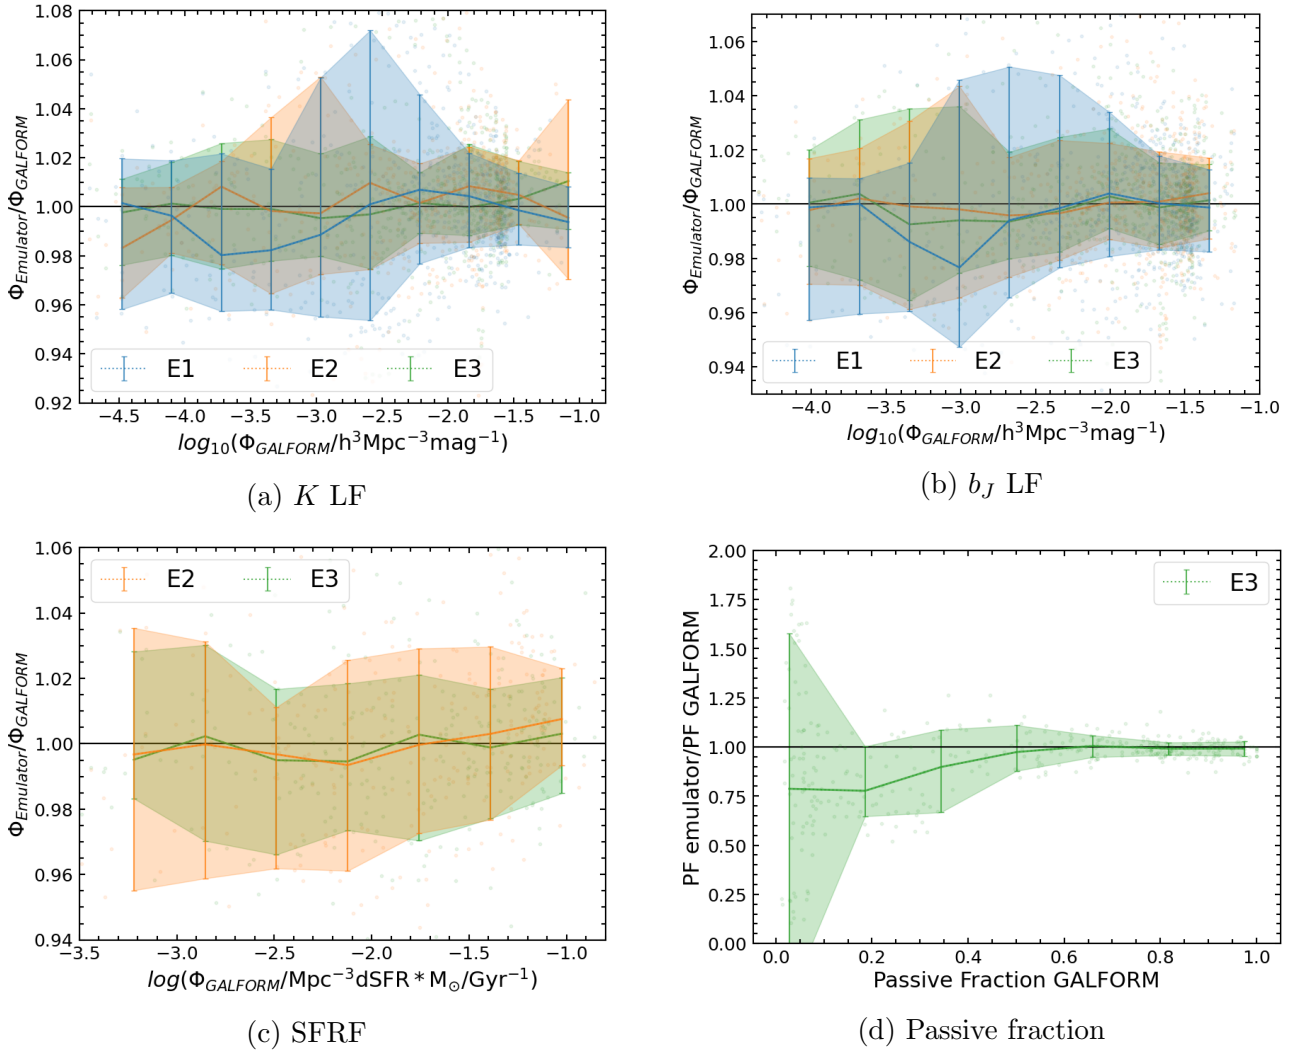 1.08
1.06
1.04
1.02
1.00
0.98
0.96
0.94
0.92
Φ_Emulator/Φ_GALFORM
E1 E2 E3
−4.5 −4.0 −3.5 −3.0 −2.5 −2.0 −1.5 −1.0
log₁₀(Φ_GALFORM/h³Mpc⁻³mag⁻¹)
(a) K LF
1.06
1.04
1.02
1.00
0.98
0.96
0.94
Φ_Emulator/Φ_GALFORM
E1 E2 E3
−4.0 −3.5 −3.0 −2.5 −2.0 −1.5 −1.0
log₁₀(Φ_GALFORM/h³Mpc⁻³mag⁻¹)
(b) b_J LF
1.06
1.04
1.02
1.00
0.98
0.96
0.94
Φ_Emulator/Φ_GALFORM
E2 E3
−3.5 −3.0 −2.5 −2.0 −1.5 −1.0
log(Φ_GALFORM/Mpc⁻³dSFR∗M_⊙/Gyr⁻¹)
(c) SFRF
2.00
1.75
1.50
1.25
1.00
0.75
0.50
0.25
0.00
PF emulator/PF GALFORM
E3
0.0 0.2 0.4 0.6 0.8 1.0
Passive Fraction GALFORM
(d) Passive fraction